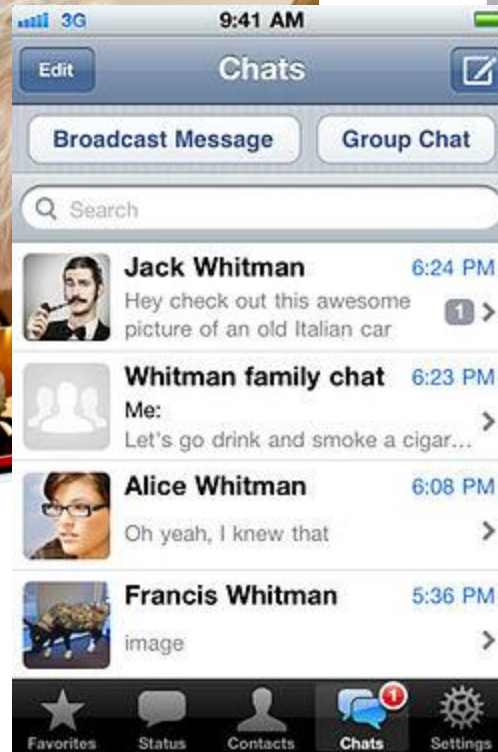 3G 9:41 AM
Edit Chats
Broadcast Message Group Chat
Search
Jack Whitman 6:24 PM
Hey check out this awesome
picture of an old Italian car
1
Whitman family chat 6:23 PM
Me:
Let's go drink and smoke a cigar...
Alice Whitman 6:08 PM
Oh yeah, I knew that
Francis Whitman 5:36 PM
image
1
Favorites Status Contacts Chats Settings